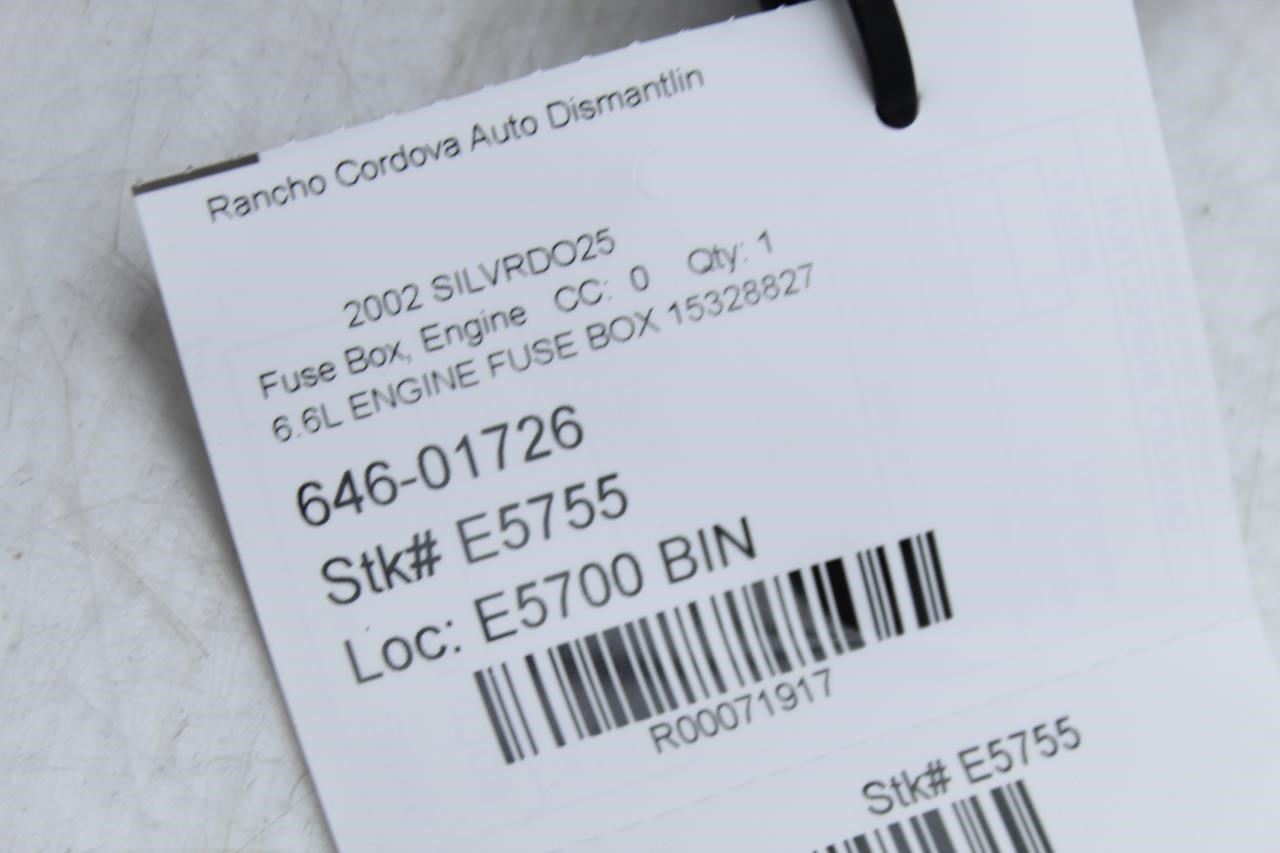 Rancho Cordova Auto Dismantlin
2002 SILVRDO25
Fuse Box, Engine CC: 0 Qty: 1
6.6L ENGINE FUSE BOX 15328827
646-01726
Stk# E5755
Loc: E5700 BIN
R00071917
Stk# E5755